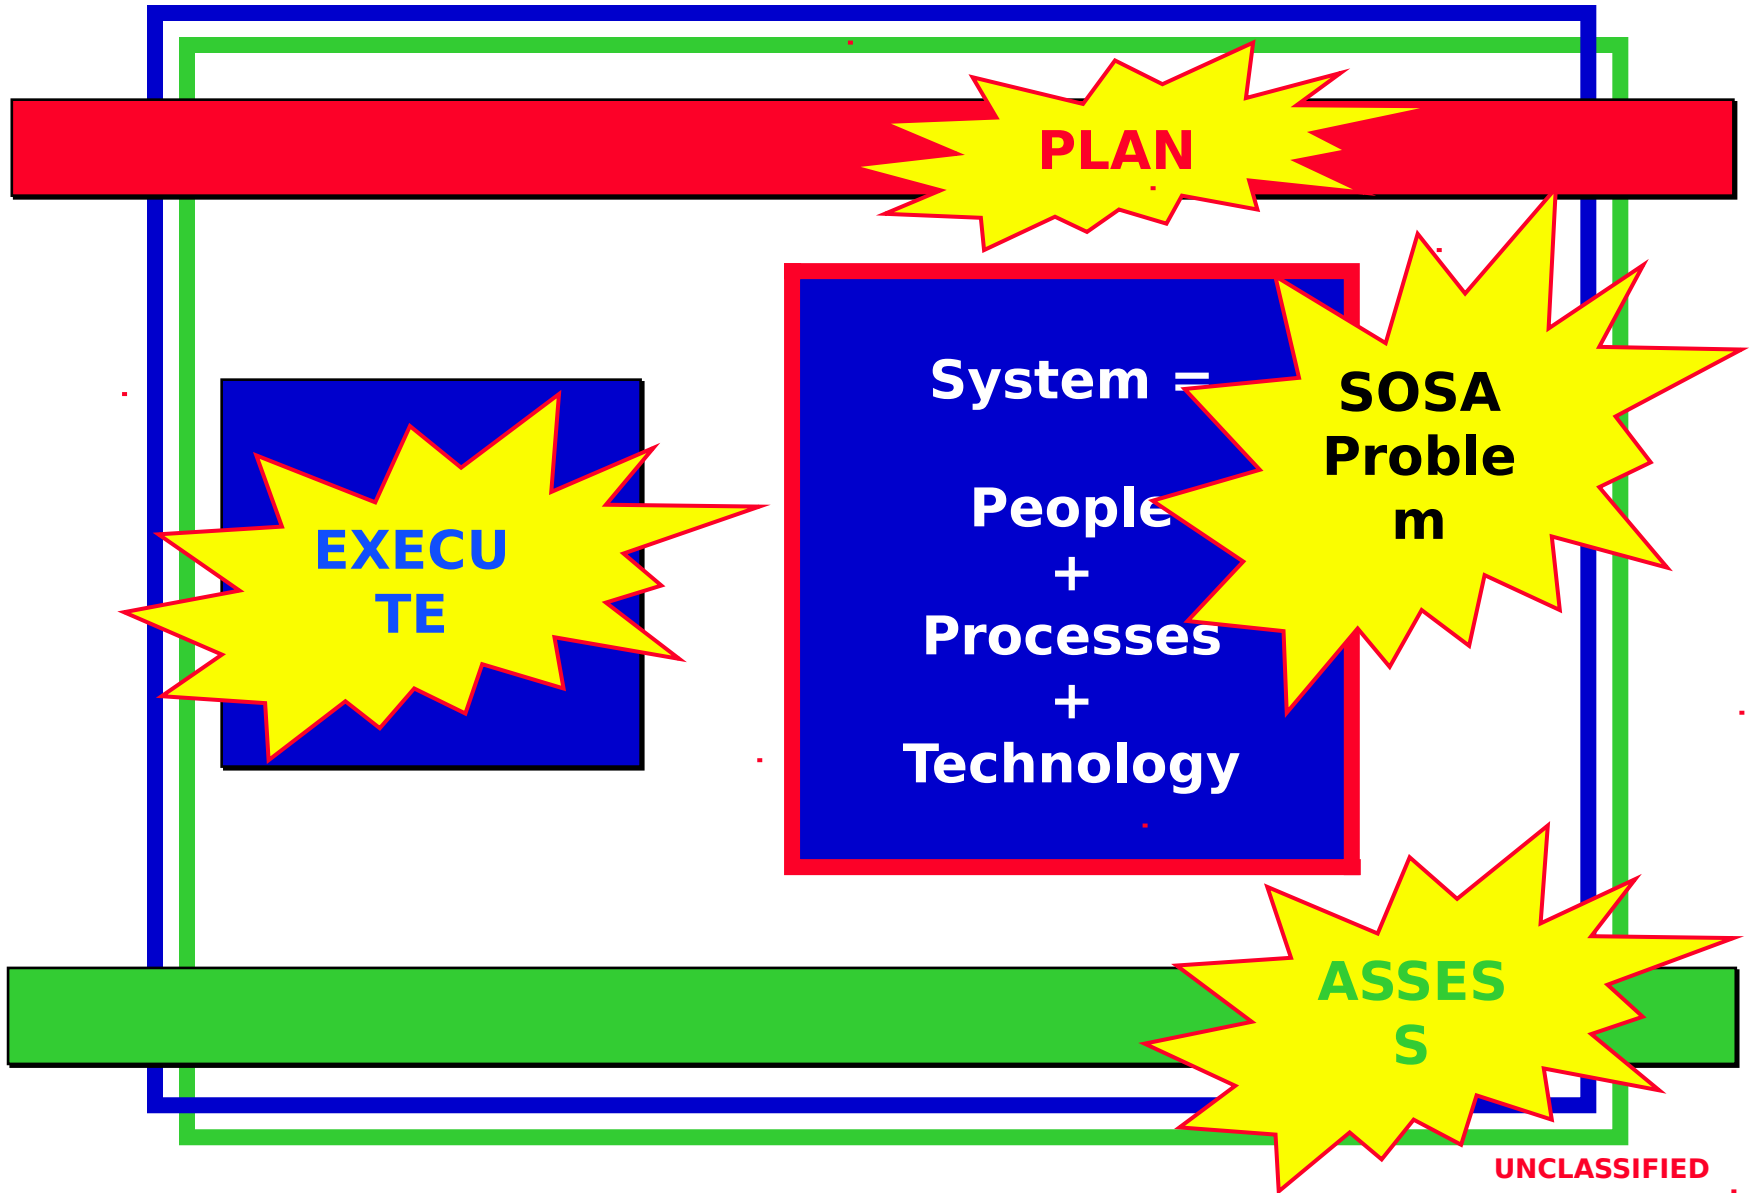 PLAN
System =
People
+
Processes
+
Technology
SOSA
Proble
m
EXECU
TE
ASSES
S
UNCLASSIFIED